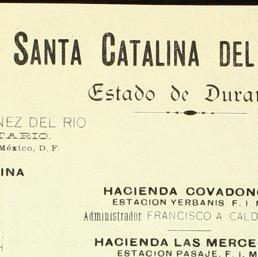 SANTA CATALINA DEL
Estado de Duran
NEZ DEL RIO
TARIO.
México, D. F.
INA
HACIENDA COVADON
ESTACION YERBANIS, F. I. M
Administrador FRANCISCO A CALD
HACIENDA LAS MERCE
ESTACION PASAJE, F. I. M